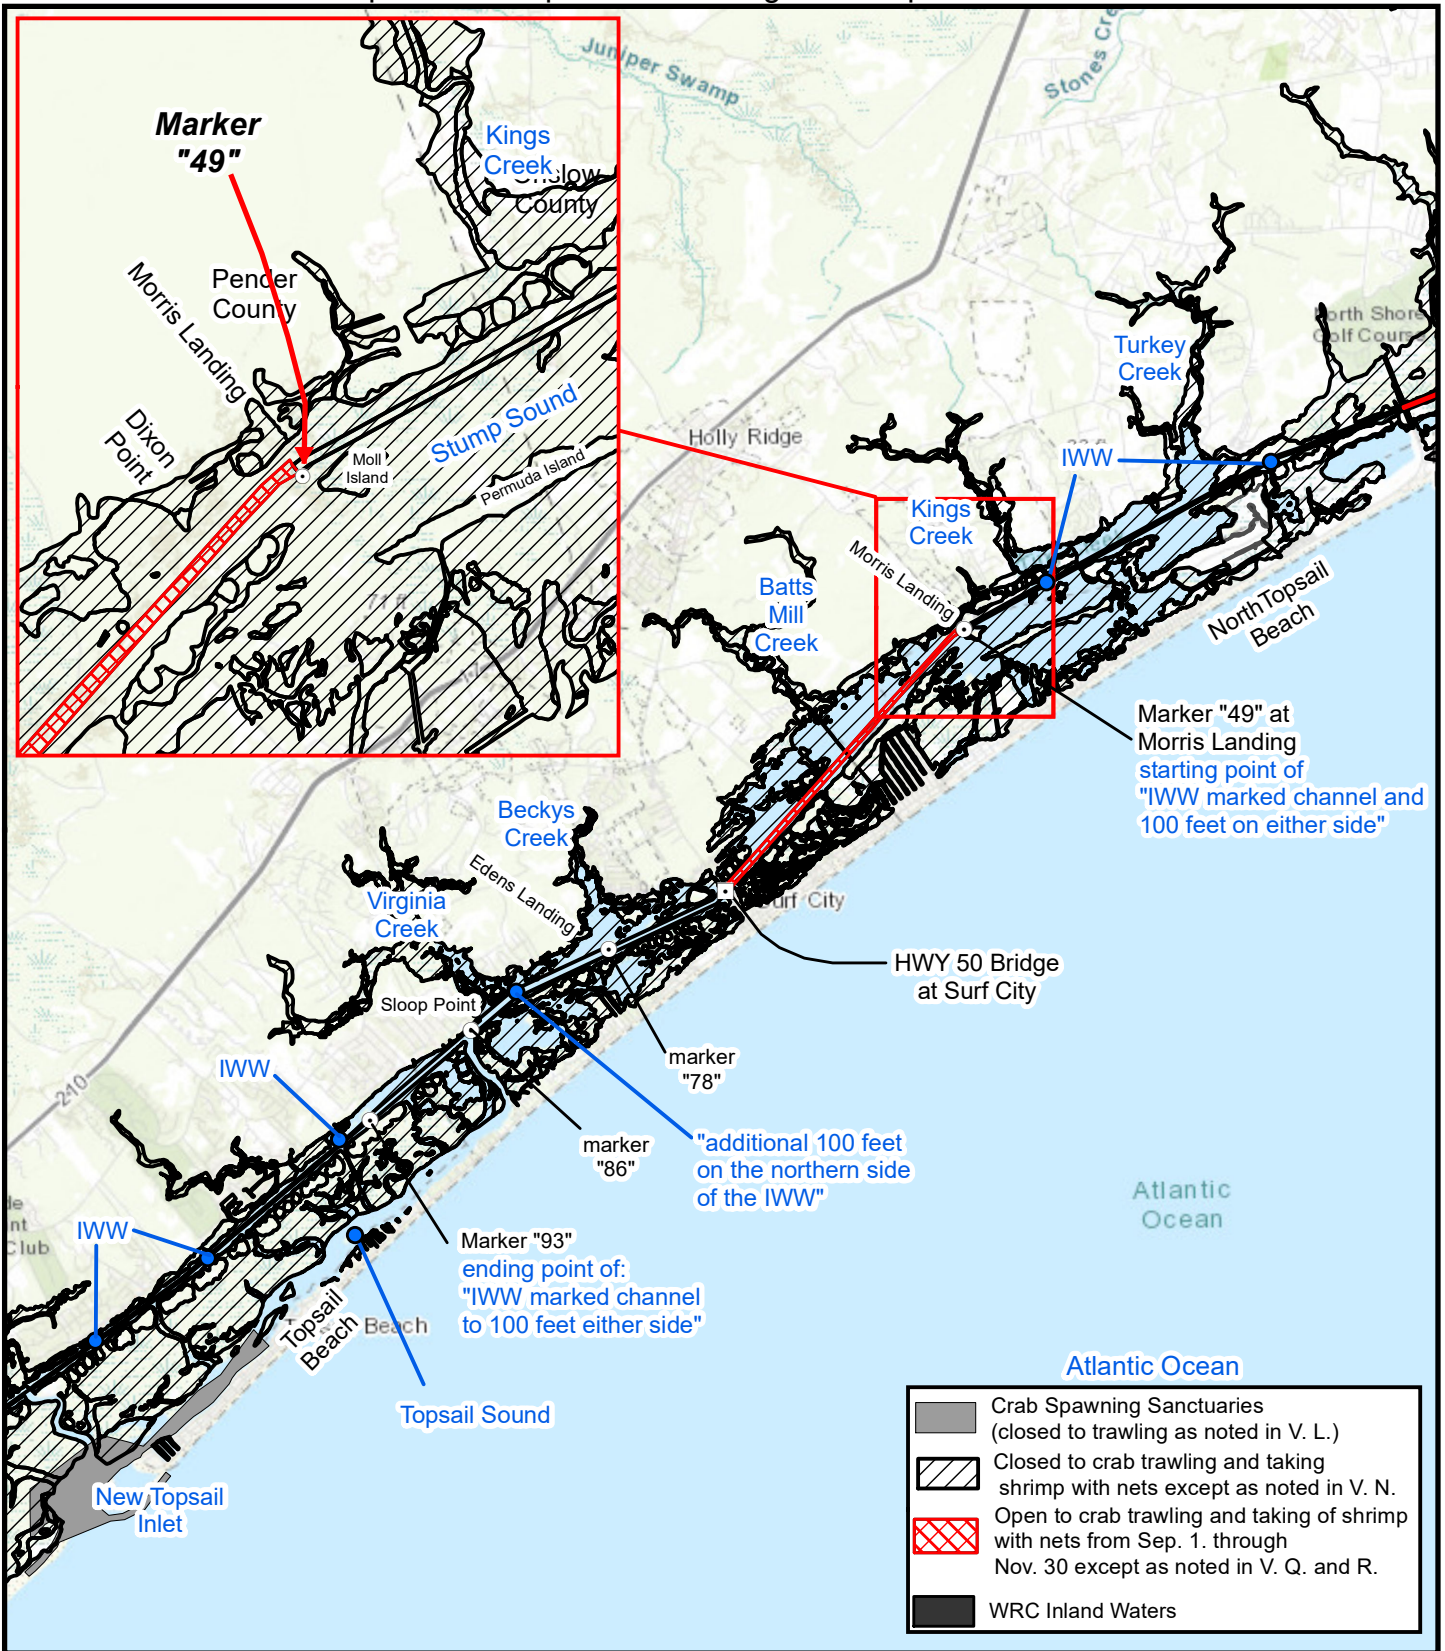 Juniper Swamp
Stones Cre
Marker
"49"
Kings
Creek
Onslow
County
Pender
County
Morris Landing
Dixon
Point
Moll
Island
Stump Sound
Permuda Island
71 ft
Holly Ridge
North Shore
Golf Course
Turkey
Creek
IWW
Kings
Creek
Morris Landing
Batts
Mill
Creek
North Topsail
Beach
Marker "49" at
Morris Landing
starting point of
"IWW marked channel and
100 feet on either side"
Beckys
Creek
Edens Landing
Virginia
Creek
Surf City
HWY 50 Bridge
at Surf City
Sloop Point
marker
"78"
IWW
210
marker
"86"
"additional 100 feet
on the northern side
of the IWW"
Atlantic
Ocean
IWW
Club
Marker "93"
ending point of:
"IWW marked channel
to 100 feet either side"
Topsail
Beach
Beach
Topsail Sound
New Topsail
Inlet
Atlantic Ocean
Crab Spawning Sanctuaries
(closed to trawling as noted in V. L.)
Closed to crab trawling and taking
shrimp with nets except as noted in V. N.
Open to crab trawling and taking of shrimp
with nets from Sep. 1. through
Nov. 30 except as noted in V. Q. and R.
WRC Inland Waters